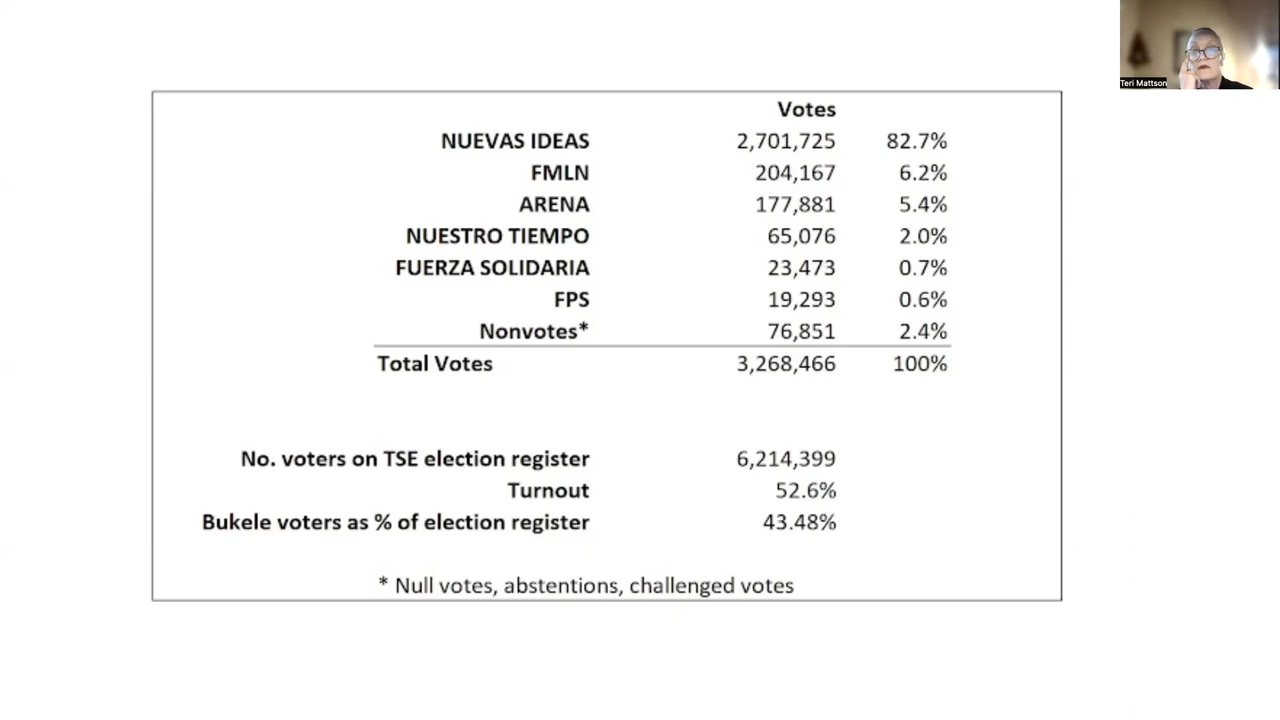 Votes
NUEVAS IDEAS 2,701,725 82.7%
FMLN 204,167 6.2%
ARENA 177,881 5.4%
NUESTRO TIEMPO 65,076 2.0%
FUERZA SOLIDARIA 23,473 0.7%
FPS 19,293 0.6%
Nonvotes* 76,851 2.4%
Total Votes 3,268,466 100%
No. voters on TSE election register 6,214,399
Turnout 52.6%
Bukele voters as % of election register 43.48%
* Null votes, abstentions, challenged votes
Teri Mattson